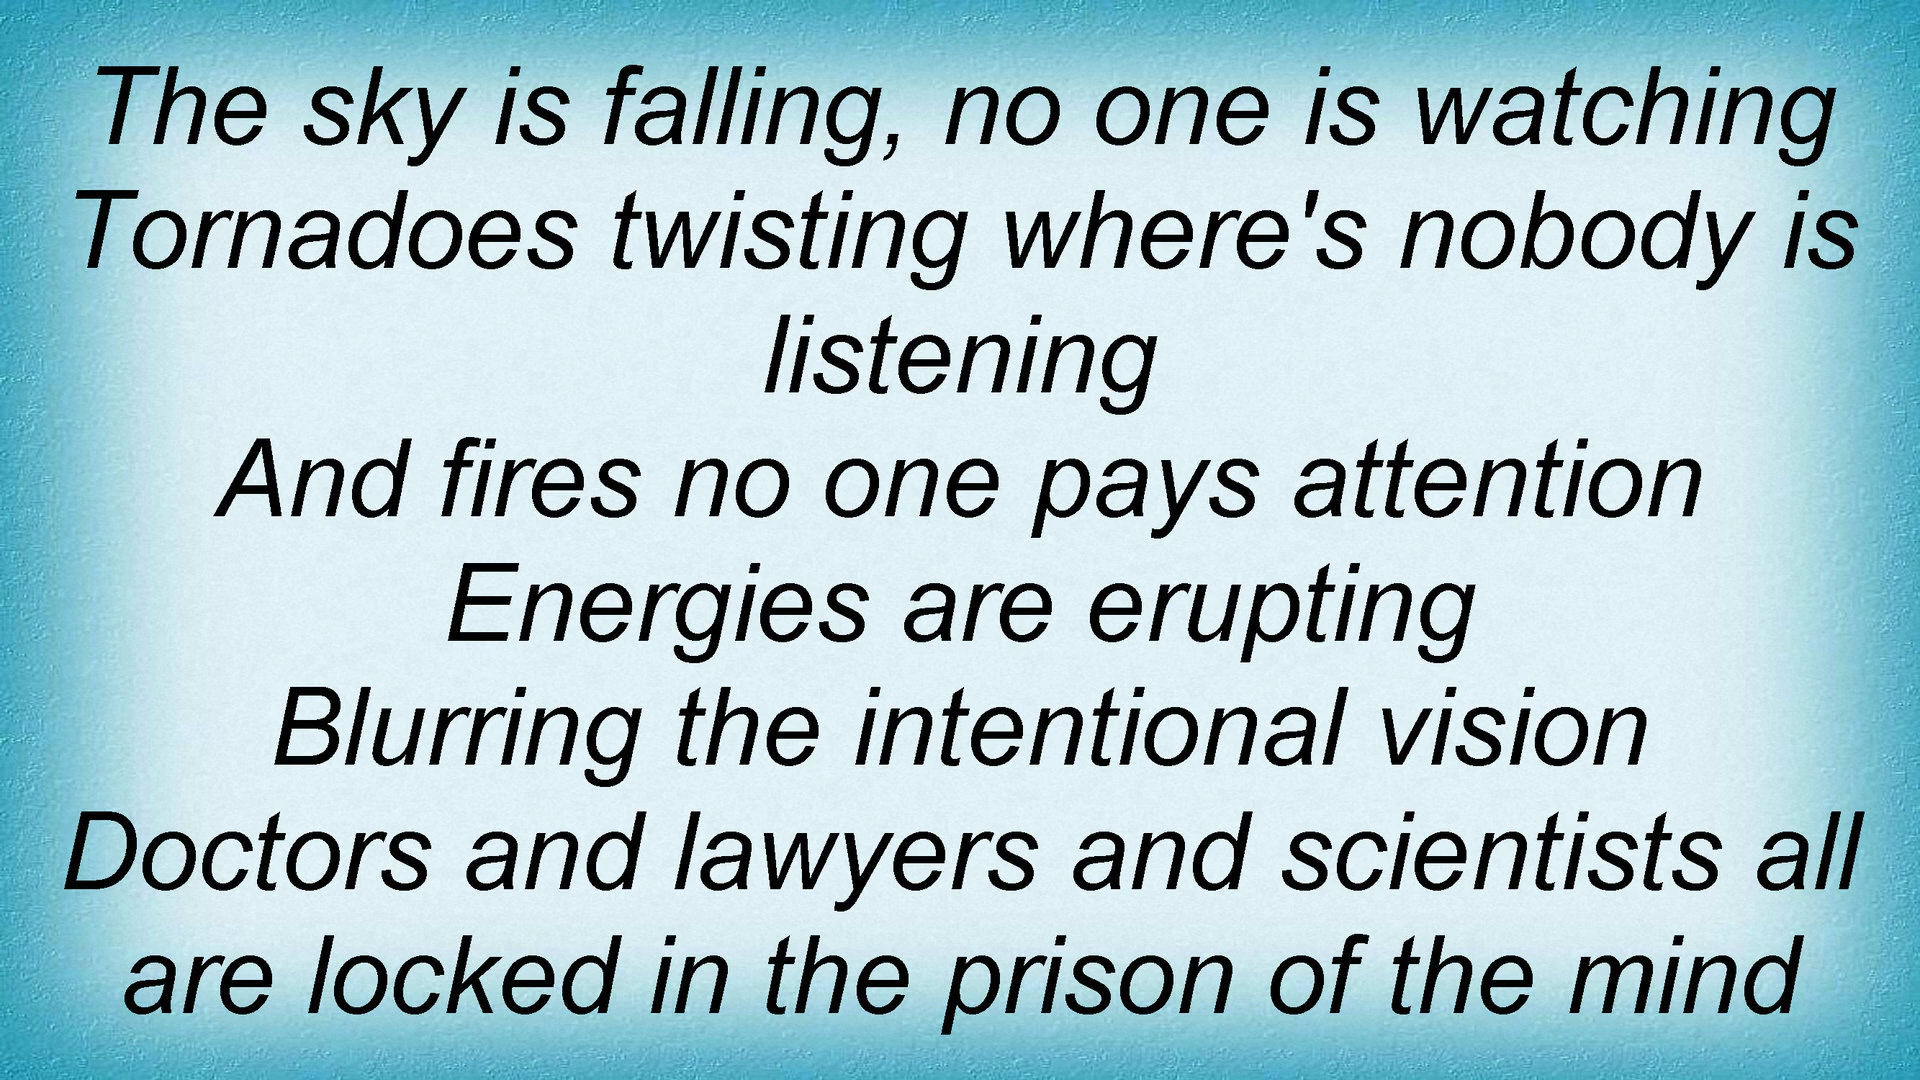 The sky is falling, no one is watching
Tornadoes twisting where's nobody is
listening
And fires no one pays attention
Energies are erupting
Blurring the intentional vision
Doctors and lawyers and scientists all
are locked in the prison of the mind